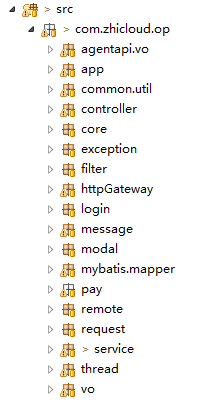 > src
> com.zhicloud.op
agentapi.vo
app
common.util
controller
core
exception
filter
httpGateway
login
message
modal
mybatis.mapper
pay
remote
request
> service
thread
vo